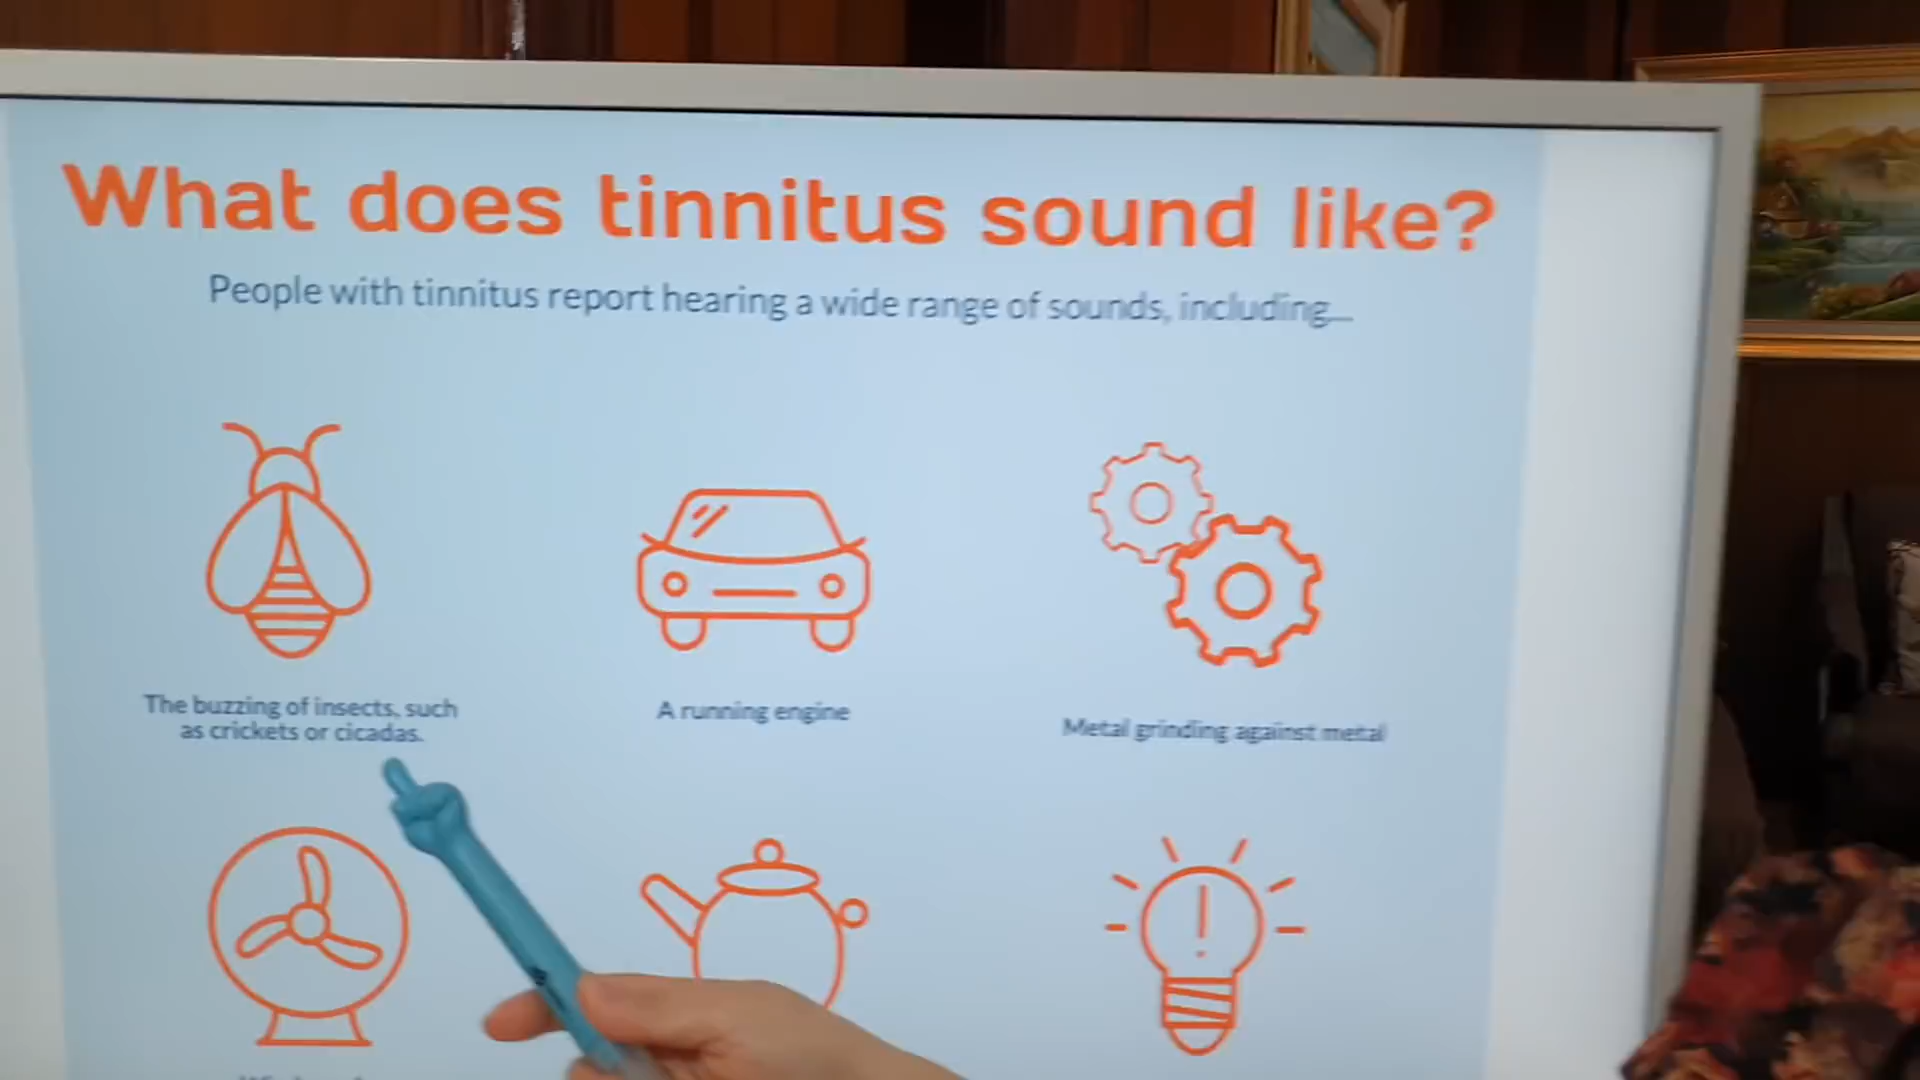 What does tinnitus sound like?
People with tinnitus report hearing a wide range of sounds, including...
The buzzing of insects, such
as crickets or cicadas.
A running engine
Metal grinding against metal